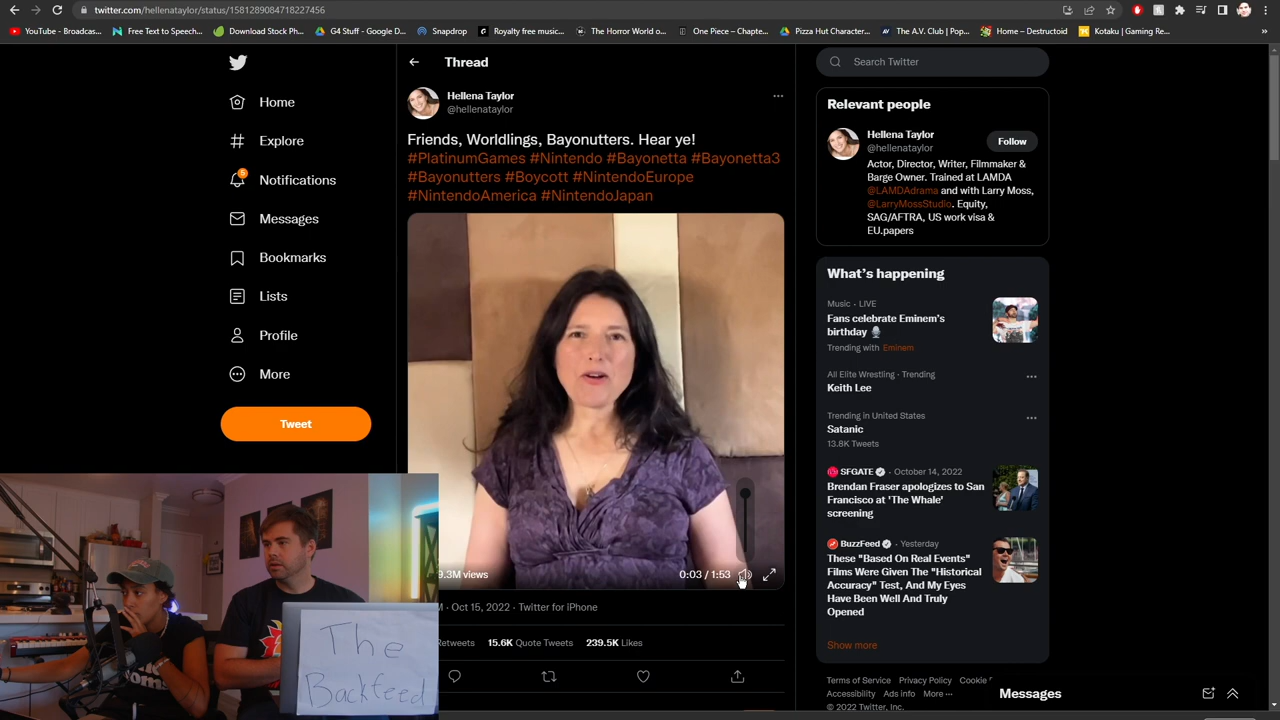 twitter.com/hellenataylor/status/1581289084718227456
YouTube - Broadcas...
Free Text to Speech...
Download Stock Ph...
G4 Stuff - Google D...
Snapdrop
Royalty free music...
The Horror World o...
One Piece – Chapte...
Pizza Hut Character...
The A.V. Club | Pop...
Home - Destructoid
Kotaku | Gaming Re...
Home
Explore
5
Notifications
Messages
Bookmarks
Lists
Profile
More
Tweet
Thread
Hellena Taylor
@hellenataylor
Friends, Worldlings, Bayonutters. Hear ye!
#PlatinumGames #Nintendo #Bayonetta #Bayonetta3
#Bayonutters #Boycott #NintendoEurope
#NintendoAmerica #NintendoJapan
9.3M views
0:03 / 1:53
M · Oct 15, 2022 · Twitter for iPhone
Retweets 15.6K Quote Tweets 239.5K Likes
Search Twitter
Relevant people
Hellena Taylor
@hellenataylor
Follow
Actor, Director, Writer, Filmmaker &
Barge Owner. Trained at LAMDA
@LAMDAdrama and with Larry Moss,
@LarryMossStudio. Equity,
SAG/AFTRA, US work visa &
EU.papers
What's happening
Music · LIVE
Fans celebrate Eminem's
birthday
Trending with Eminem
All Elite Wrestling · Trending
Keith Lee
Trending in United States
Satanic
13.8K Tweets
SFGATE · October 14, 2022
Brendan Fraser apologizes to San
Francisco at 'The Whale'
screening
BuzzFeed · Yesterday
These "Based On Real Events"
Films Were Given The "Historical
Accuracy" Test, And My Eyes
Have Been Well And Truly
Opened
Show more
Terms of Service Privacy Policy Cookie
Accessibility Ads info More ...
© 2022 Twitter, Inc.
Messages
The
Backfeed